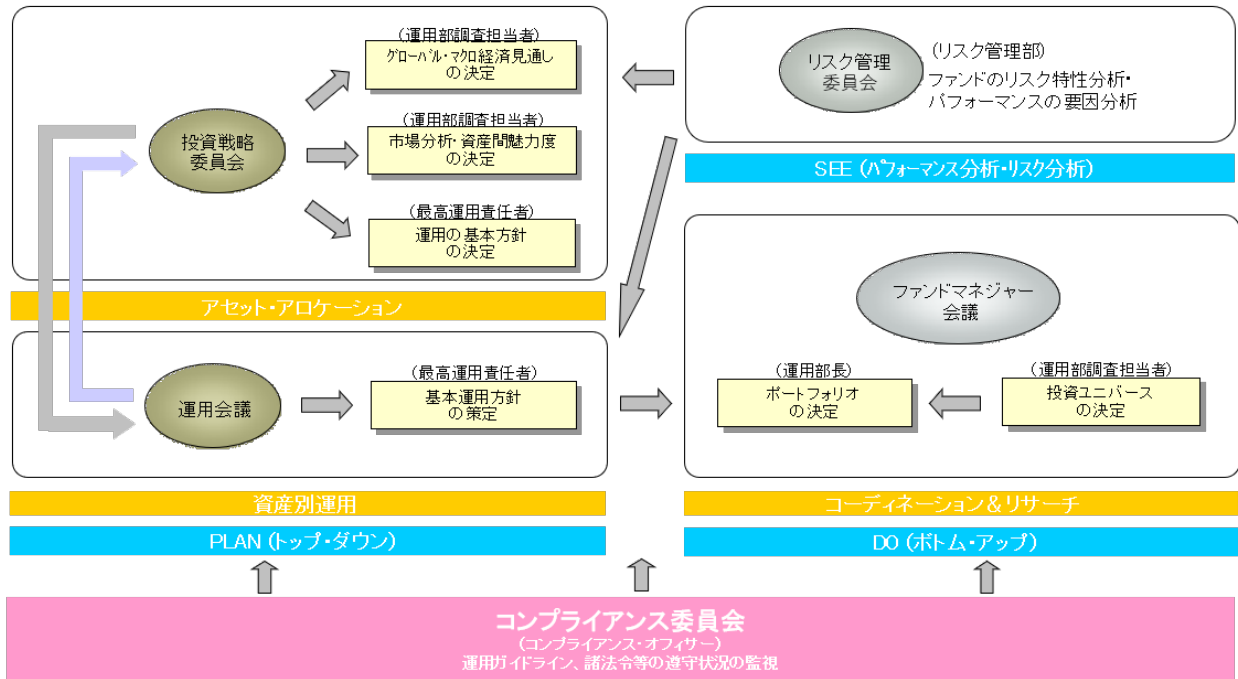 (運用部調査担当者)
グローバル・マクロ経済見通し
の決定
投資戦略
委員会
(運用部調査担当者)
市場分析・資産間魅力度
の決定
(最高運用責任者)
運用の基本方針
の決定
アセット・アロケーション
リスク管理
委員会
(リスク管理部)
ファンドのリスク特性分析・
パフォーマンスの要因分析
SEE (パフォーマンス分析・リスク分析)
運用会議
(最高運用責任者)
基本運用方針
の策定
資産別運用
PLAN (トップ・ダウン)
ファンドマネジャー
会議
(運用部長)
ポートフォリオ
の決定
(運用部調査担当者)
投資ユニバース
の決定
コーディネーション＆リサーチ
DO (ボトム・アップ)
コンプライアンス委員会
(コンプライアンス・オフィサー)
運用ガイドライン、諸法令等の遵守状況の監視